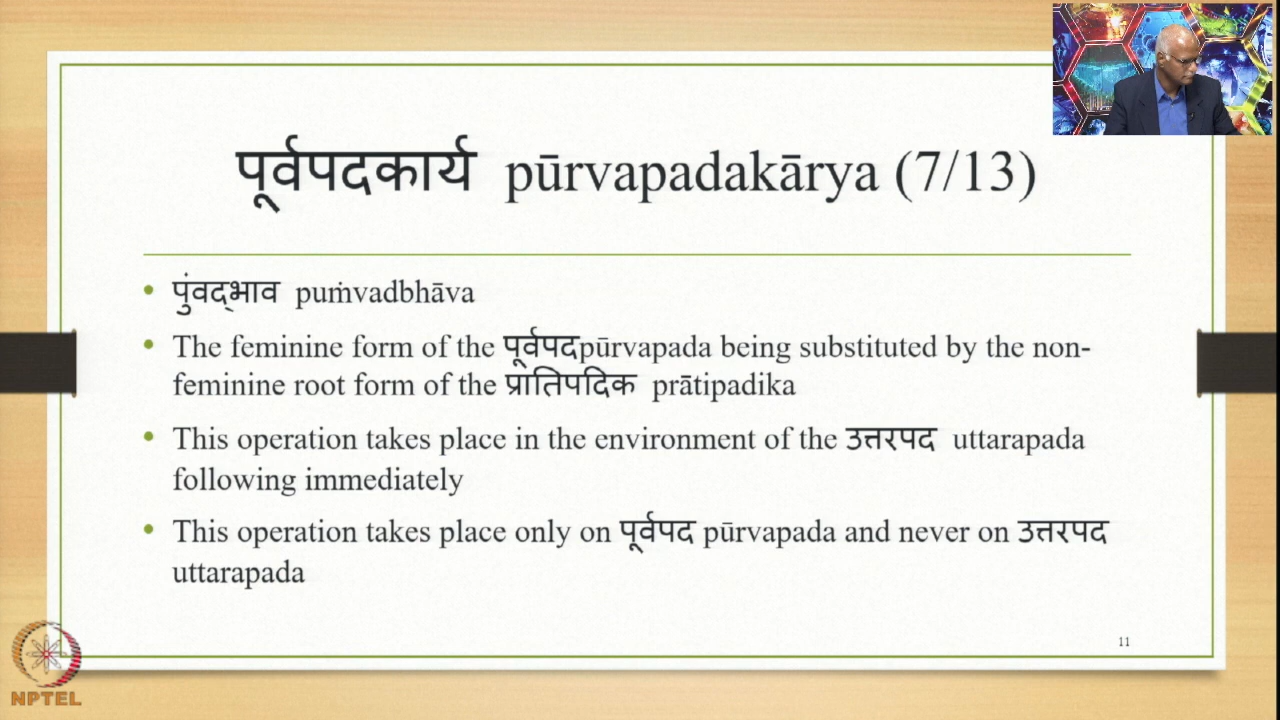 पूर्वपदकार्य pūrvapadakārya (7/13)
पुंवद्भाव puṁvadbhāva
The feminine form of the पूर्वपदpūrvapada being substituted by the non-
feminine root form of the प्रातिपदिक prātipadika
This operation takes place in the environment of the उत्तरपद uttarapada
following immediately
This operation takes place only on पूर्वपद pūrvapada and never on उत्तरपद
uttarapada
11
NPTEL